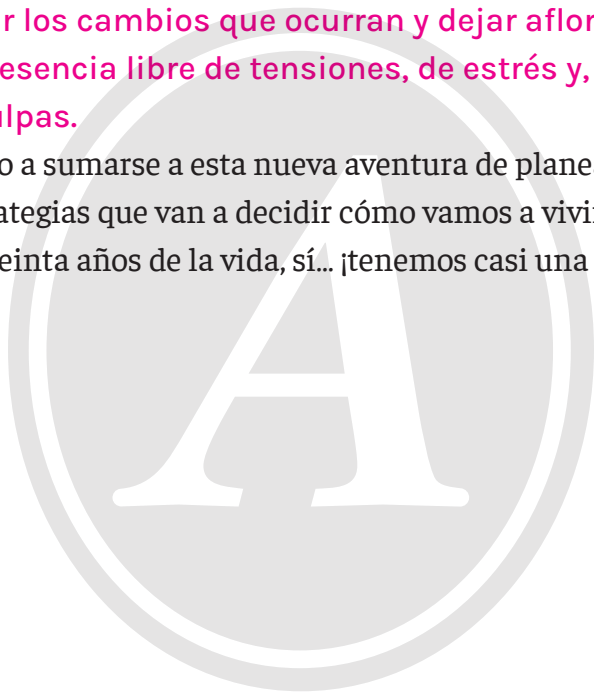 r los cambios que ocurran y dejar aflor
esencia libre de tensiones, de estrés y,
ulpas.
o a sumarse a esta nueva aventura de plane
ategias que van a decidir cómo vamos a vivi
einta años de la vida, sí... ¡tenemos casi una
A